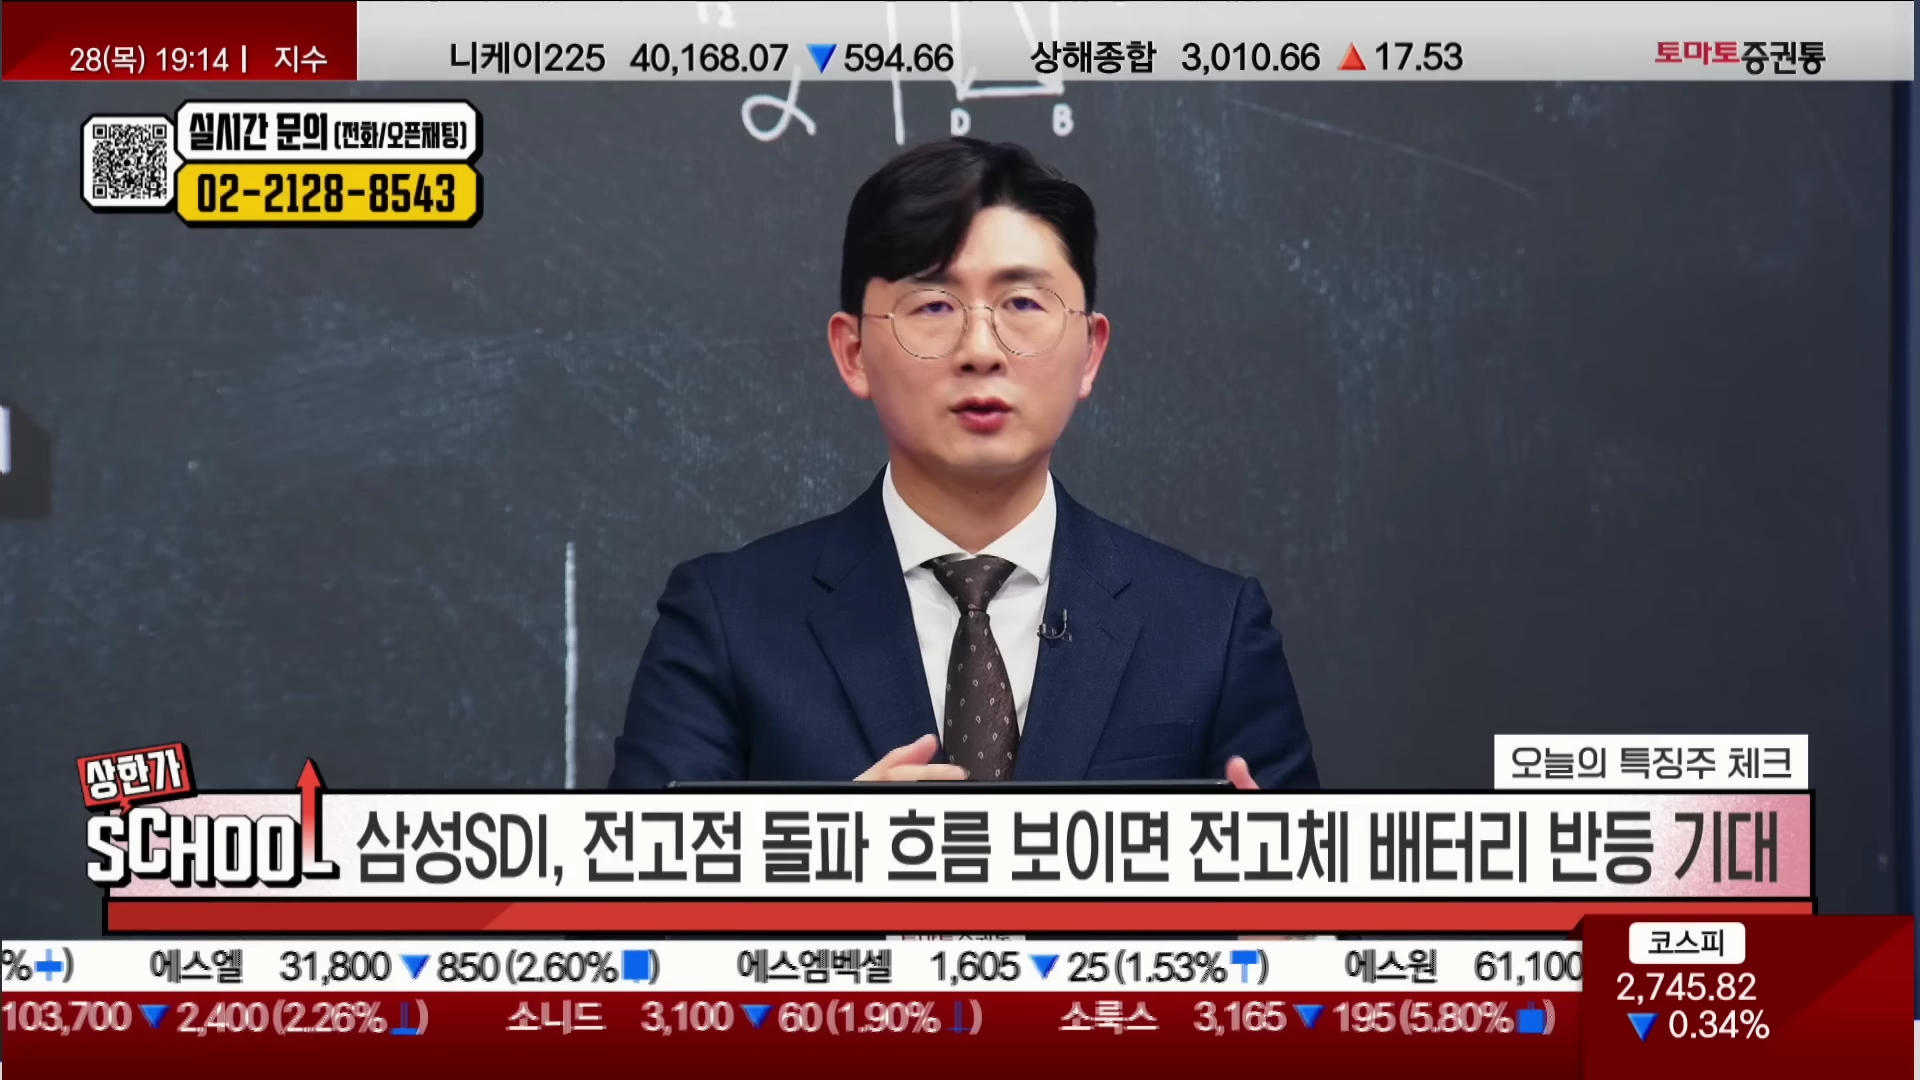 28(목) 19:14 | 지수 니케이225 40,168.07 ▼594.66 상해종합 3,010.66 ▲17.53 토마토증권통
실시간 문의 (전화/오픈채팅)
02-2128-8543
D B
오늘의 특징주 체크
상한가
SCHOOL
삼성SDI, 전고점 돌파 흐름 보이면 전고체 배터리 반등 기대
%) 에스엘 31,800 ▼850(2.60%) 에스엠벡셀 1,605 ▼25(1.53%) 에스원 61,100
103,700 ▼2,400(2.26%) 소니드 3,100 ▼60(1.90%) 소룩스 3,165 ▼195(5.80%)
코스피
2,745.82
▼0.34%